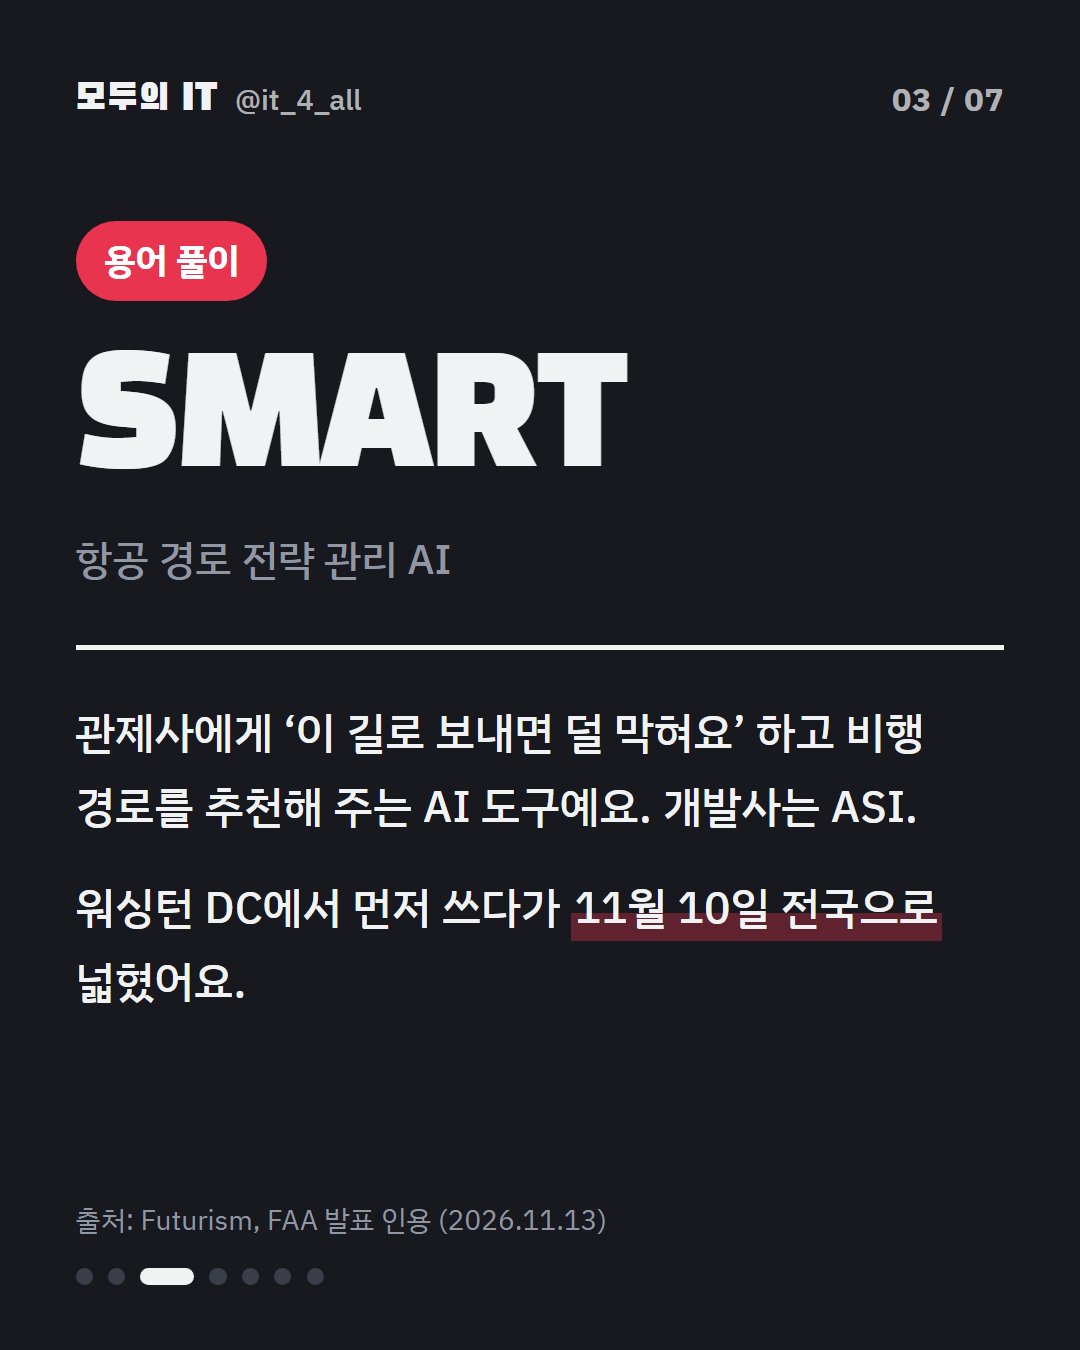 모두의 IT @it_4_all
03 / 07
용어 풀이
SMART
항공 경로 전략 관리 AI
관제사에게 ‘이 길로 보내면 덜 막혀요’ 하고 비행
경로를 추천해 주는 AI 도구예요. 개발사는 ASI.
워싱턴 DC에서 먼저 쓰다가 11월 10일 전국으로
넓혔어요.
출처: Futurism, FAA 발표 인용 (2026.11.13)